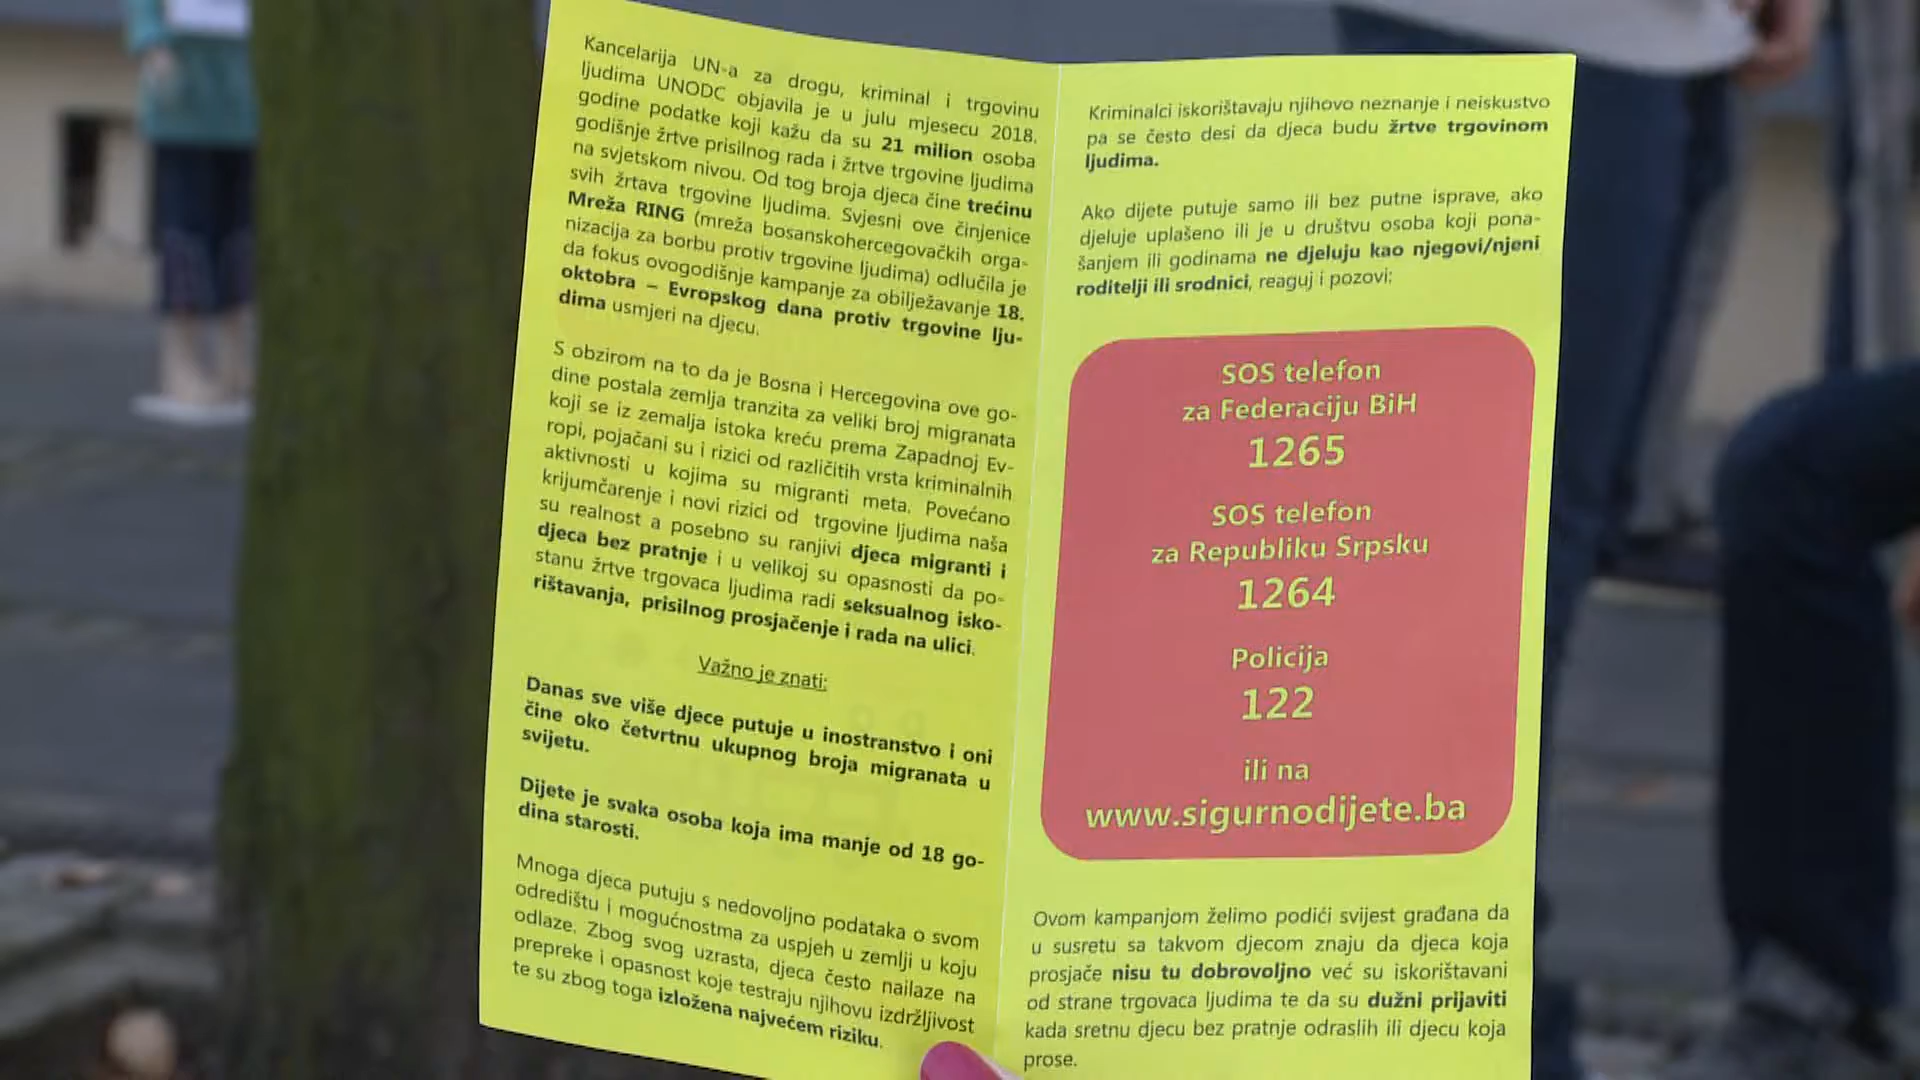 Kancelarija UN-a za drogu, kriminal i trgovinu
ljudima UNODC objavila je u julu mjesecu 2018.
godine podatke koji kažu da su 21 milion osoba
godišnje žrtve prisilnog rada i žrtve trgovine ljudima
na svjetskom nivou. Od tog broja djeca čine trećinu
svih žrtava trgovine ljudima. Svjesni ove činjenice
Mreža RING (mreža bosanskohercegovačkih orga-
nizacija za borbu protiv trgovine ljudima) odlučila je
da fokus ovogodišnje kampanje za obilježavanje 18.
oktobra – Evropskog dana protiv trgovine lju-
dima usmjeri na djecu.
S obzirom na to da je Bosna i Hercegovina ove go-
dine postala zemlja tranzita za veliki broj migranata
koji se iz zemalja istoka kreću prema Zapadnoj Ev-
ropi, pojačani su i rizici od različitih vrsta kriminalnih
aktivnosti u kojima su migranti meta. Povećano
krijumčarenje i novi rizici od trgovine ljudima naša
su realnost a posebno su ranjivi djeca migranti i
djeca bez pratnje i u velikoj su opasnosti da po-
stanu žrtve trgovaca ljudima radi seksualnog isko-
rištavanja, prisilnog prosjačenje i rada na ulici.
Važno je znati:
Danas sve više djece putuje u inostranstvo i oni
čine oko četvrtnu ukupnog broja migranata u
svijetu.
Dijete je svaka osoba koja ima manje od 18 go-
dina starosti.
Mnoga djeca putuju s nedovoljno podataka o svom
odredištu i mogućnostma za uspjeh u zemlji u koju
odlaze. Zbog svog uzrasta, djeca često nailaze na
prepreke i opasnost koje testraju njihovu izdržljivost
te su zbog toga izložena najvećem riziku.
Kriminalci iskorištavaju njihovo neznanje i neiskustvo
pa se često desi da djeca budu žrtve trgovinom
ljudima.
Ako dijete putuje samo ili bez putne isprave, ako
djeluje uplašeno ili je u društvu osoba koji pona-
šanjem ili godinama ne djeluju kao njegovi/njeni
roditelji ili srodnici, reaguj i pozovi:
SOS telefon
za Federaciju BiH
1265
SOS telefon
za Republiku Srpsku
1264
Policija
122
ili na
www.sigurnodijete.ba
Ovom kampanjom želimo podići svijest građana da
u susretu sa takvom djecom znaju da djeca koja
prosjače nisu tu dobrovoljno već su iskorištavani
od strane trgovaca ljudima te da su dužni prijaviti
kada sretnu djecu bez pratnje odraslih ili djecu koja
prose.